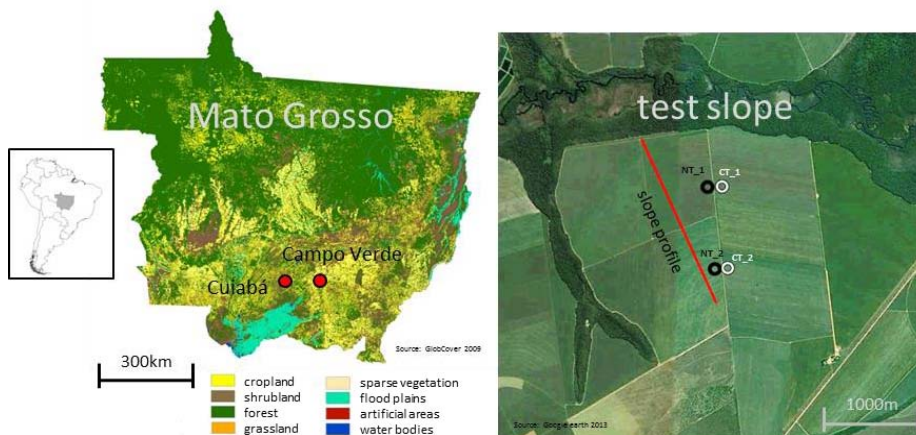 Mato Grosso
Campo Verde
Cuiabá
Source: GlobCover 2009
300km
cropland
shrubland
forest
grassland
sparse vegetation
flood plains
artificial areas
water bodies
test slope
NT_1
CT_1
slope profile
NT_2
CT_2
Source: Google earth 2013
1000m